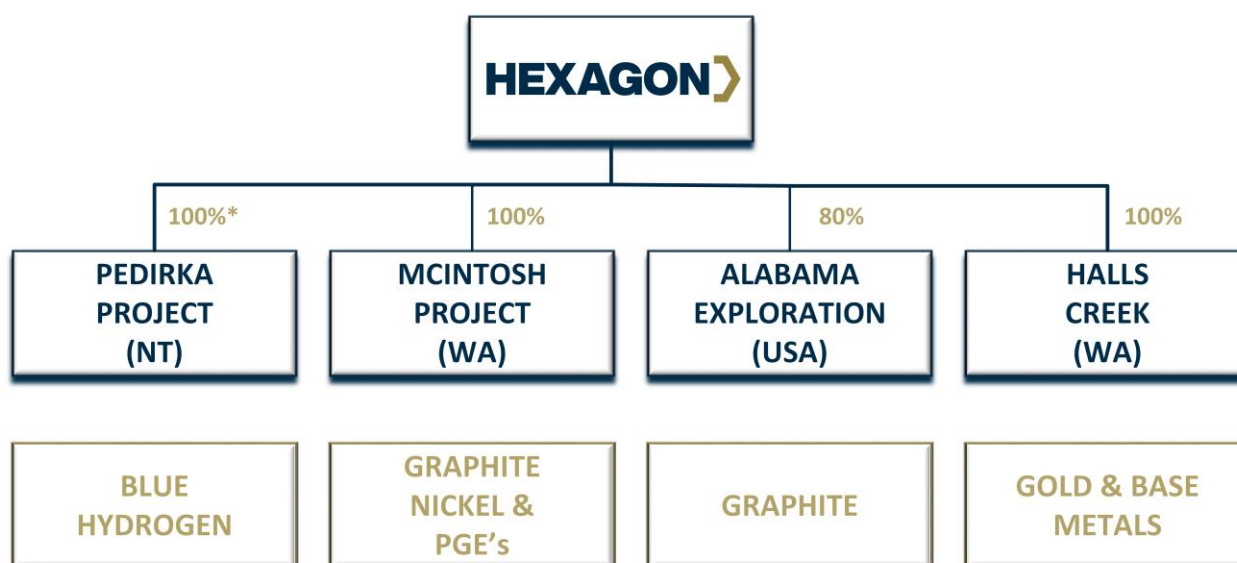 HEXAGON
100%*
100%
80%
100%
PEDIRKA
PROJECT
(NT)
MCINTOSH
PROJECT
(WA)
ALABAMA
EXPLORATION
(USA)
HALLS
CREEK
(WA)
BLUE
HYDROGEN
GRAPHITE
NICKEL &
PGE’s
GRAPHITE
GOLD & BASE
METALS